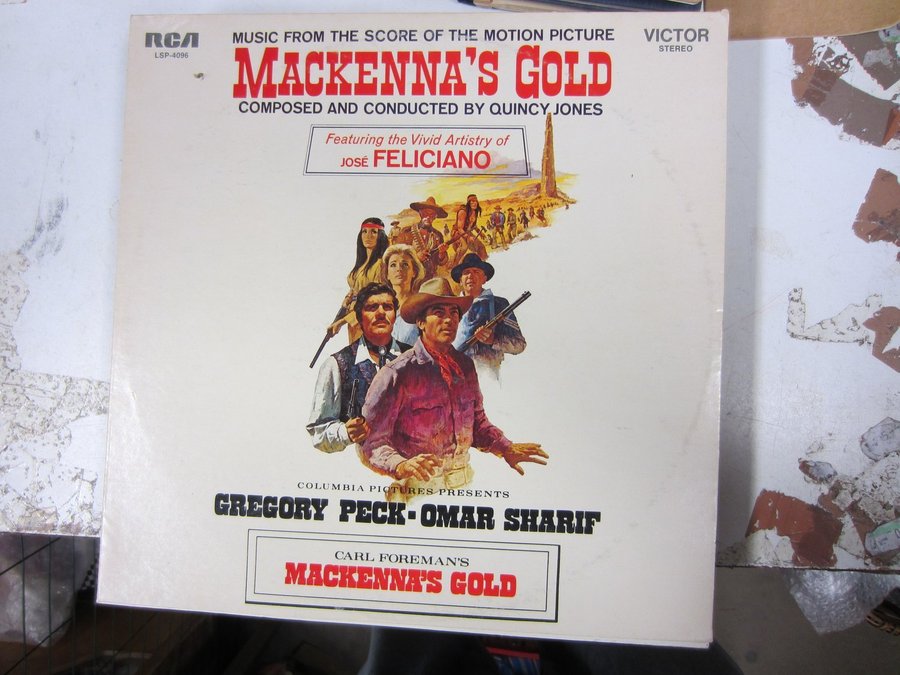 RCA
LSP-4096
MUSIC FROM THE SCORE OF THE MOTION PICTURE
VICTOR
STEREO
MACKENNA'S GOLD
COMPOSED AND CONDUCTED BY QUINCY JONES
Featuring the Vivid Artistry of
JOSÉ FELICIANO
COLUMBIA PICTURES PRESENTS
GREGORY PECK-OMAR SHARIF
CARL FOREMAN'S
MACKENNA'S GOLD